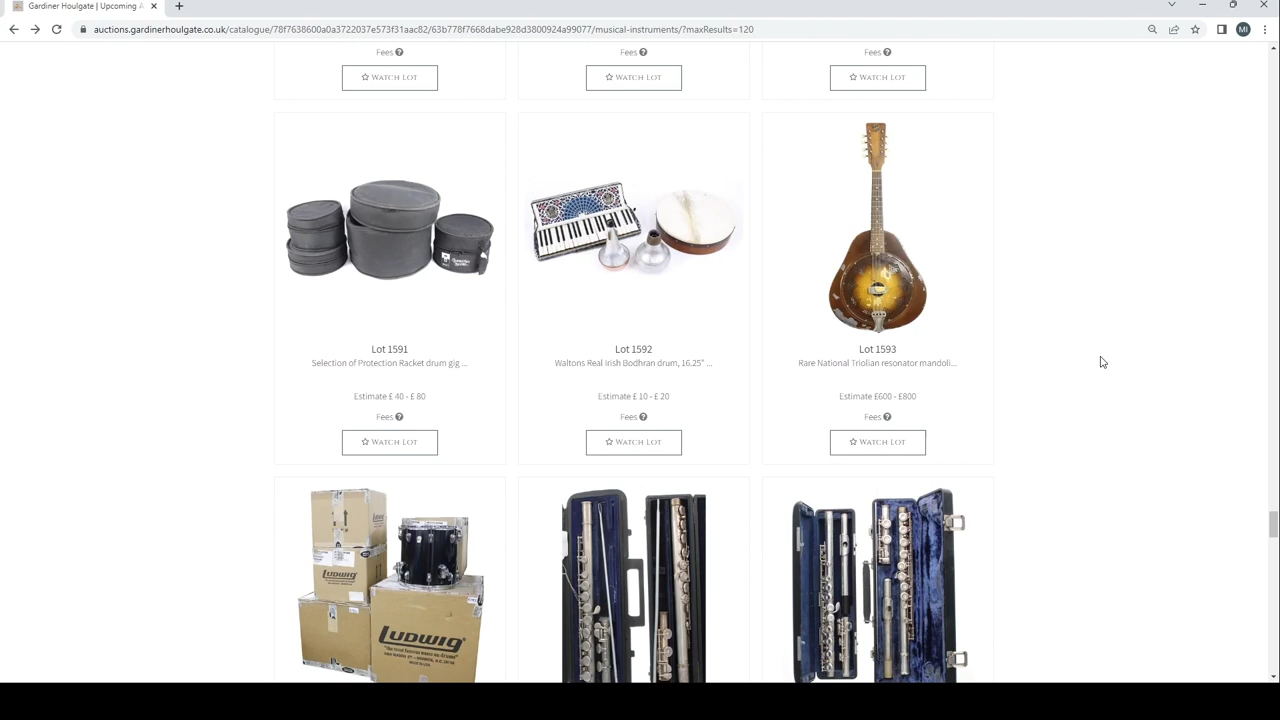 Gardiner Houlgate | Upcoming A
auctions.gardinerhoulgate.co.uk/catalogue/78f7638600a0a3722037e573f31aac82/63b778f7668dabe928d3800924a99077/musical-instruments/?maxResults=120
MI
Fees
Fees
Fees
WATCH LOT
WATCH LOT
WATCH LOT
Lot 1591
Lot 1592
Lot 1593
Selection of Protection Racket drum gig ...
Waltons Real Irish Bodhran drum, 16.25" ...
Rare National Triolian resonator mandoli...
Estimate £ 40 - £ 80
Estimate £ 10 - £ 20
Estimate £600 - £800
Fees
Fees
Fees
WATCH LOT
WATCH LOT
WATCH LOT
LUDWIG
LUDWIG